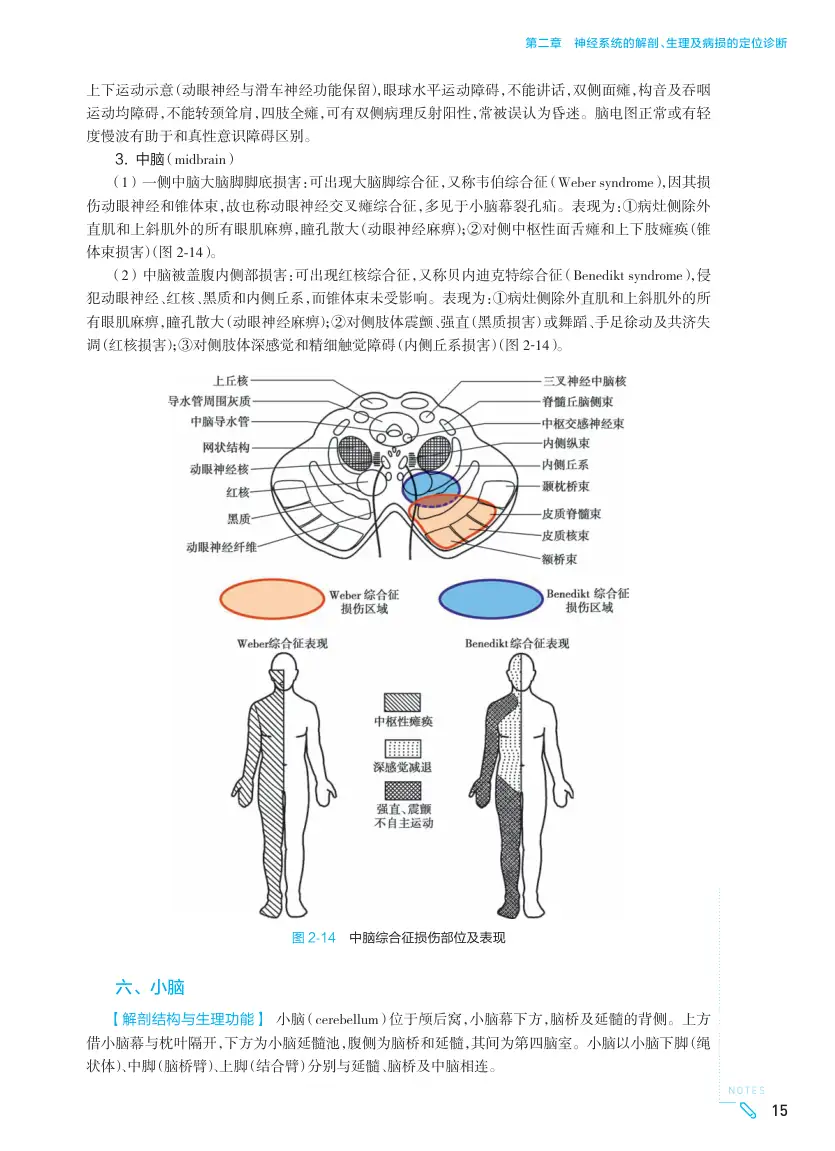 第二章　神经系统的解剖、生理及病损的定位诊断
上下运动示意(动眼神经与滑车神经功能保留),眼球水平运动障碍,不能讲话,双侧面瘫,构音及吞咽
运动均障碍,不能转颈耸肩,四肢全瘫,可有双侧病理反射阳性,常被误认为昏迷。脑电图正常或有轻
度慢波有助于和真性意识障碍区别。
3. 中脑(midbrain)
(1) 一侧中脑大脑脚脚底损害:可出现大脑脚综合征,又称韦伯综合征(Weber syndrome),因其损
伤动眼神经和锥体束,故也称动眼神经交叉瘫综合征,多见于小脑幕裂孔疝。表现为:①病灶侧除外
直肌和上斜肌外的所有眼肌麻痹,瞳孔散大(动眼神经麻痹);②对侧中枢性面舌瘫和上下肢瘫痪(锥
体束损害)(图 2-14)。
(2) 中脑被盖腹内侧部损害:可出现红核综合征,又称贝内迪克特综合征(Benedikt syndrome),侵
犯动眼神经、红核、黑质和内侧丘系,而锥体束未受影响。表现为:①病灶侧除外直肌和上斜肌外的所
有眼肌麻痹,瞳孔散大(动眼神经麻痹);②对侧肢体震颤、强直(黑质损害)或舞蹈、手足徐动及共济失
调(红核损害);③对侧肢体深感觉和精细触觉障碍(内侧丘系损害)(图 2-14)。
上丘核
导水管周围灰质
中脑导水管
网状结构
动眼神经核
红核
黑质
动眼神经纤维
三叉神经中脑核
脊髓丘脑侧束
中枢交感神经束
内侧纵束
内侧丘系
颞枕桥束
皮质脊髓束
皮质核束
额桥束
Weber 综合征
损伤区域
Benedikt 综合征
损伤区域
Weber综合征表现
Benedikt综合征表现
中枢性瘫痪
深感觉减退
强直、震颤
不自主运动
图 2-14　中脑综合征损伤部位及表现
六、小脑
【解剖结构与生理功能】 小脑(cerebellum)位于颅后窝,小脑幕下方,脑桥及延髓的背侧。上方
借小脑幕与枕叶隔开,下方为小脑延髓池,腹侧为脑桥和延髓,其间为第四脑室。小脑以小脑下脚(绳
状体)、中脚(脑桥臂)、上脚(结合臂)分别与延髓、脑桥及中脑相连。
NOTES
15